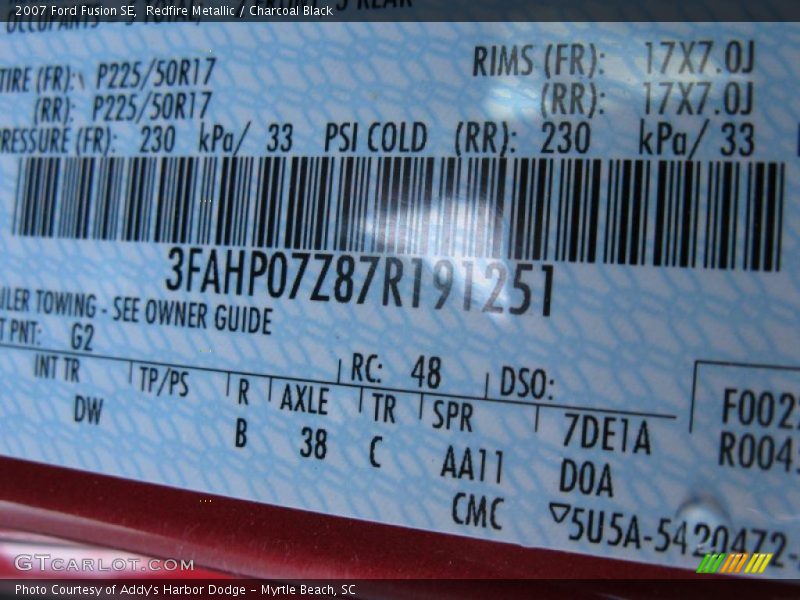 2007 Ford Fusion SE, Redfire Metallic / Charcoal Black
TIRE (FR): P225/50R17 RIMS (FR): 17X7.0J
(RR): P225/50R17 (RR): 17X7.0J
PRESSURE (FR): 230 kPa/ 33 PSI COLD (RR): 230 kPa/ 33
3FAHP07Z87R191251
ILER TOWING - SEE OWNER GUIDE
T PNT: G2
RC: 48 DSO:
INT TR TP/PS R AXLE TR SPR 7DE1A F002
DW B 38 C AA11 D0A R004
CMC ▽5U5A-5420472-
GTCARLOT.COM
Photo Courtesy of Addy's Harbor Dodge - Myrtle Beach, SC